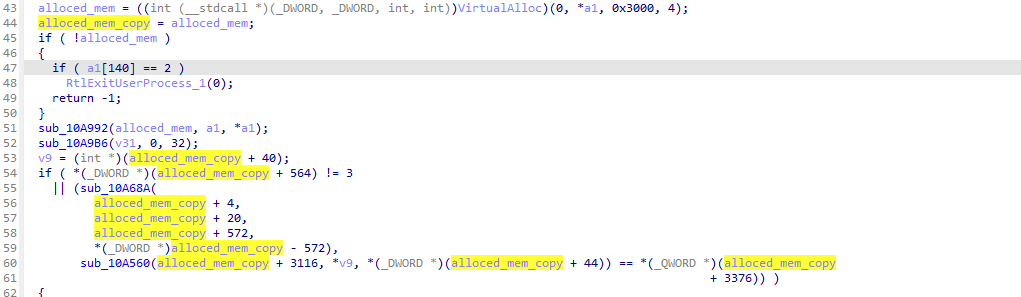 43 alloced_mem = ((int (__stdcall *)(_DWORD, _DWORD, int, int))VirtualAlloc)(0, *a1, 0x3000, 4);
44 alloced_mem_copy = alloced_mem;
45 if ( !alloced_mem )
46 {
47 if ( a1[140] == 2 )
48 RtlExitUserProcess_1(0);
49 return -1;
50 }
51 sub_10A992(alloced_mem, a1, *a1);
52 sub_10A9B6(v31, 0, 32);
53 v9 = (int *)(alloced_mem_copy + 40);
54 if ( *(_DWORD *)(alloced_mem_copy + 564) != 3
55 || (sub_10A68A(
56 alloced_mem_copy + 4,
57 alloced_mem_copy + 20,
58 alloced_mem_copy + 572,
59 *(_DWORD *)alloced_mem_copy - 572),
60 sub_10A560(alloced_mem_copy + 3116, *v9, *(_DWORD *)(alloced_mem_copy + 44)) == *(_QWORD *)(alloced_mem_copy
61 + 3376)) )
62 {